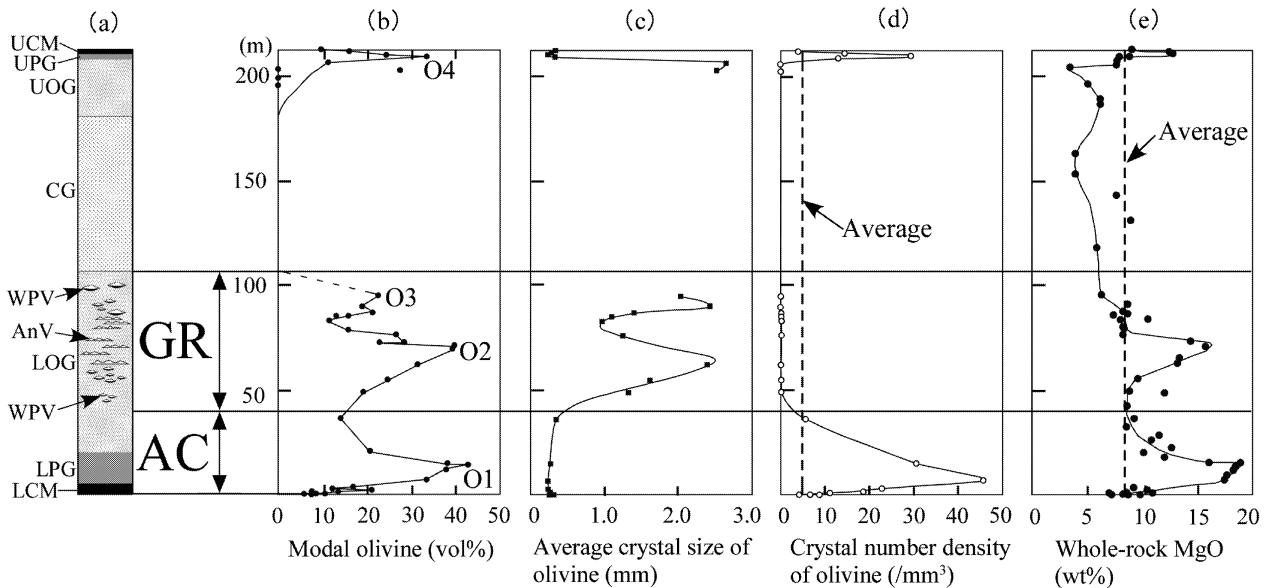 (a)
(b)
(c)
(d)
(e)
UCM
UPG
UOG
CG
WPV
AnV
LOG
WPV
LPG
LCM
GR
AC
(m)
200
150
100
50
O4
O3
O2
O1
0 10 20 30 40 50
Modal olivine (vol%)
0 1.0 2.0 3.0
Average crystal size of
olivine (mm)
Average
0 10 20 30 40 50
Crystal number density
of olivine (/mm³)
Average
0 5 10 15 20
Whole-rock MgO
(wt%)